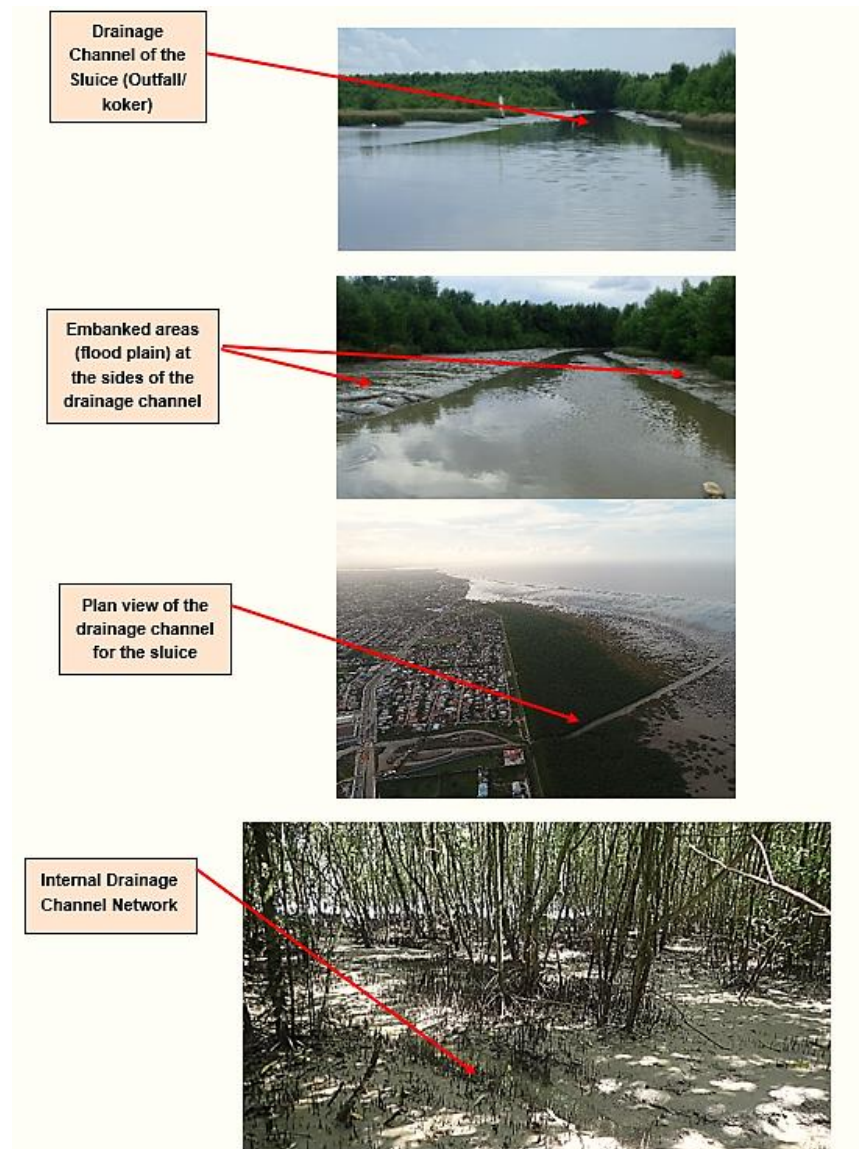 Drainage
Channel of the
Sluice (Outfall/
koker)
Embanked areas
(flood plain) at
the sides of the
drainage channel
Plan view of the
drainage channel
for the sluice
Internal Drainage
Channel Network